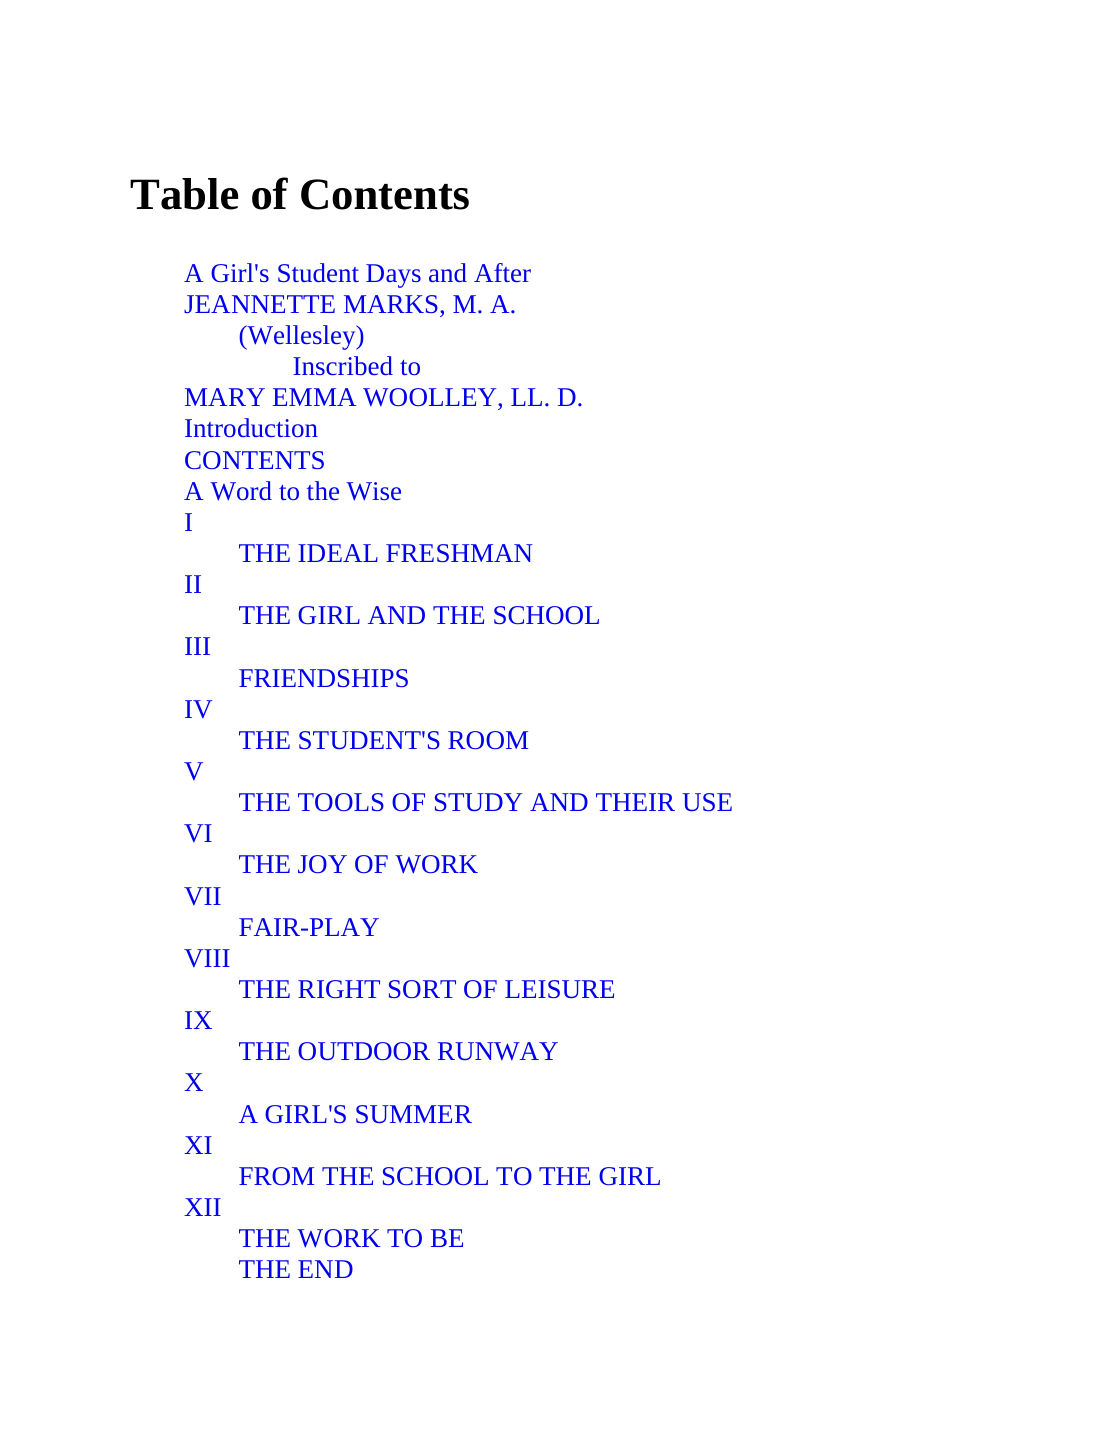 Table of Contents
A Girl's Student Days and After
JEANNETTE MARKS, M. A.
(Wellesley)
Inscribed to
MARY EMMA WOOLLEY, LL. D.
Introduction
CONTENTS
A Word to the Wise
I
THE IDEAL FRESHMAN
II
THE GIRL AND THE SCHOOL
III
FRIENDSHIPS
IV
THE STUDENT'S ROOM
V
THE TOOLS OF STUDY AND THEIR USE
VI
THE JOY OF WORK
VII
FAIR-PLAY
VIII
THE RIGHT SORT OF LEISURE
IX
THE OUTDOOR RUNWAY
X
A GIRL'S SUMMER
XI
FROM THE SCHOOL TO THE GIRL
XII
THE WORK TO BE
THE END